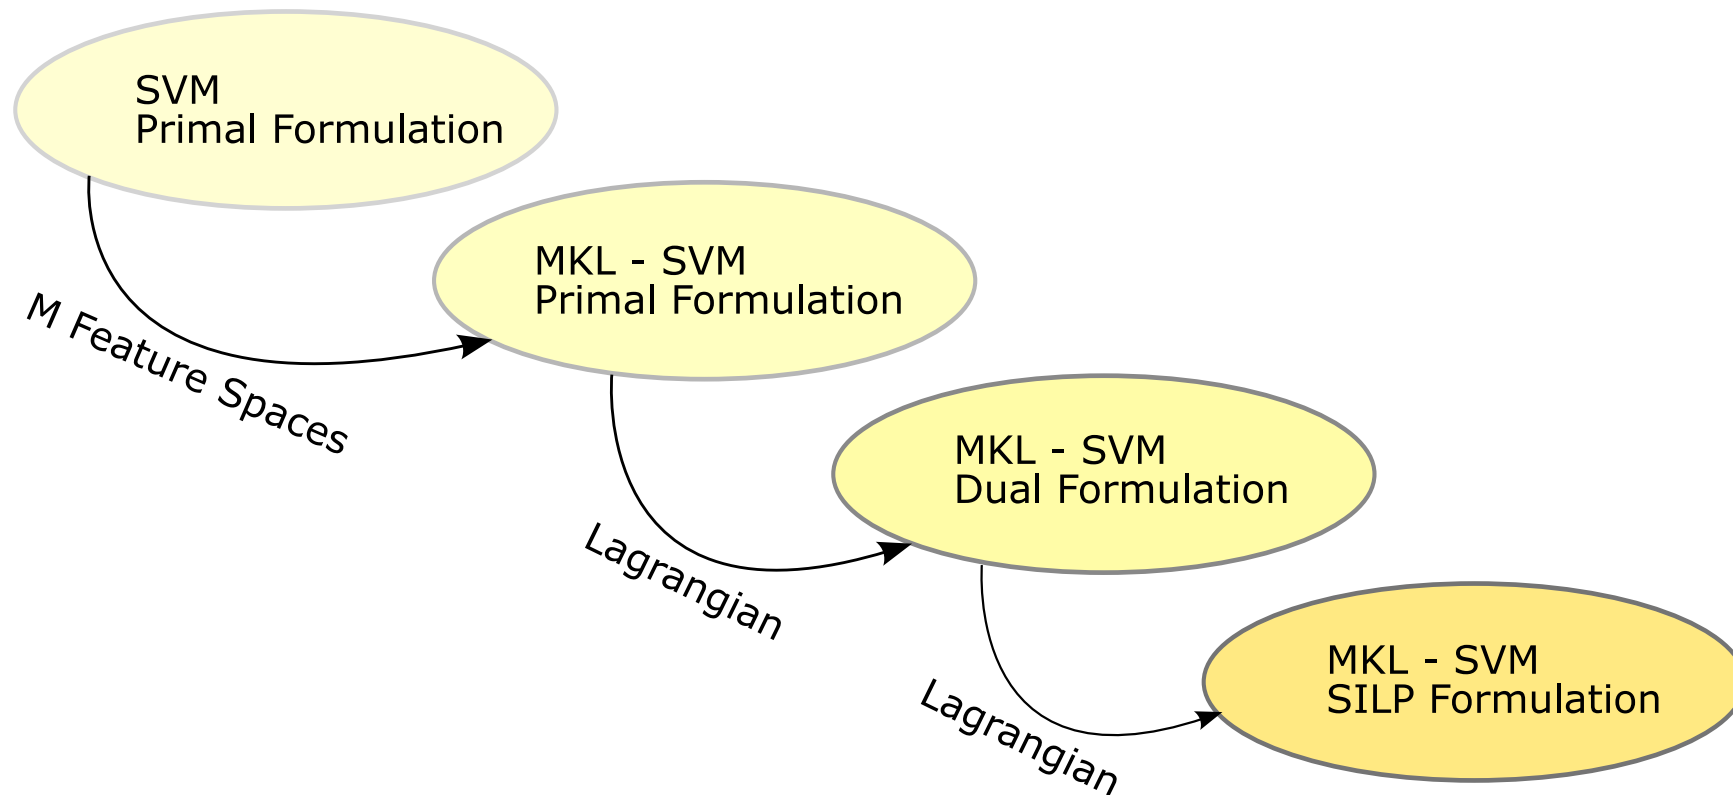 SVM
Primal Formulation
M Feature Spaces
MKL - SVM
Primal Formulation
Lagrangian
MKL - SVM
Dual Formulation
Lagrangian
MKL - SVM
SILP Formulation